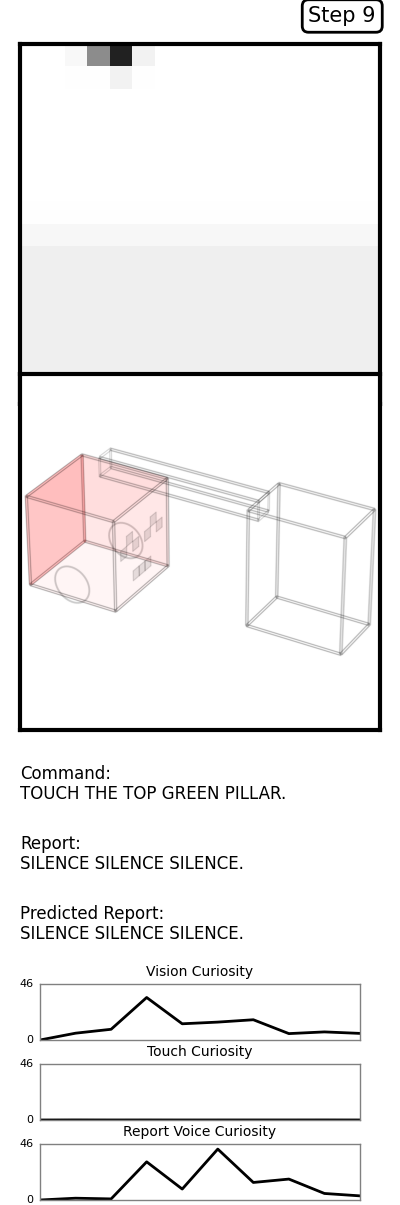 Step 9
Command:
TOUCH THE TOP GREEN PILLAR.
Report:
SILENCE SILENCE SILENCE.
Predicted Report:
SILENCE SILENCE SILENCE.
Vision Curiosity
46
0
Touch Curiosity
46
0
Report Voice Curiosity
46
0